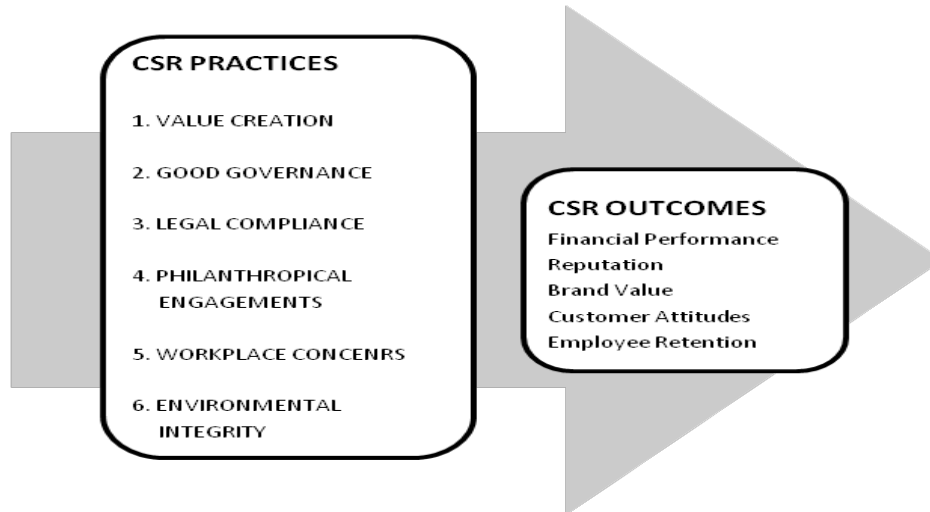 CSR PRACTICES
1. VALUE CREATION
2. GOOD GOVERNANCE
3. LEGAL COMPLIANCE
4. PHILANTHROPICAL
ENGAGEMENTS
5. WORKPLACE CONCENRS
6. ENVIRONMENTAL
INTEGRITY
CSR OUTCOMES
Financial Performance
Reputation
Brand Value
Customer Attitudes
Employee Retention